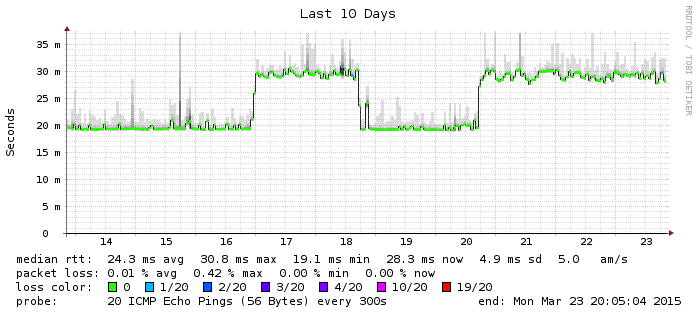 Last 10 Days
RRDTOOL / TOBI OETIKER
Seconds
35 m
30 m
25 m
20 m
15 m
10 m
5 m
0
14 15 16 17 18 19 20 21 22 23
median rtt: 24.3 ms avg 30.8 ms max 19.1 ms min 28.3 ms now 4.9 ms sd 5.0 am/s
packet loss: 0.01 % avg 0.42 % max 0.00 % min 0.00 % now
loss color: 0 1/20 2/20 3/20 4/20 10/20 19/20
probe: 20 ICMP Echo Pings (56 Bytes) every 300s end: Mon Mar 23 20:05:04 2015